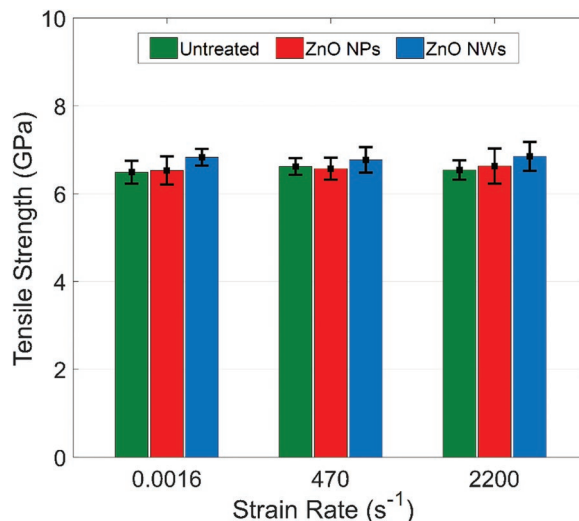 Untreated ZnO NPs ZnO NWs
10
8
6
4
2
0
Tensile Strength (GPa)
0.0016 470 2200
Strain Rate (s⁻¹)